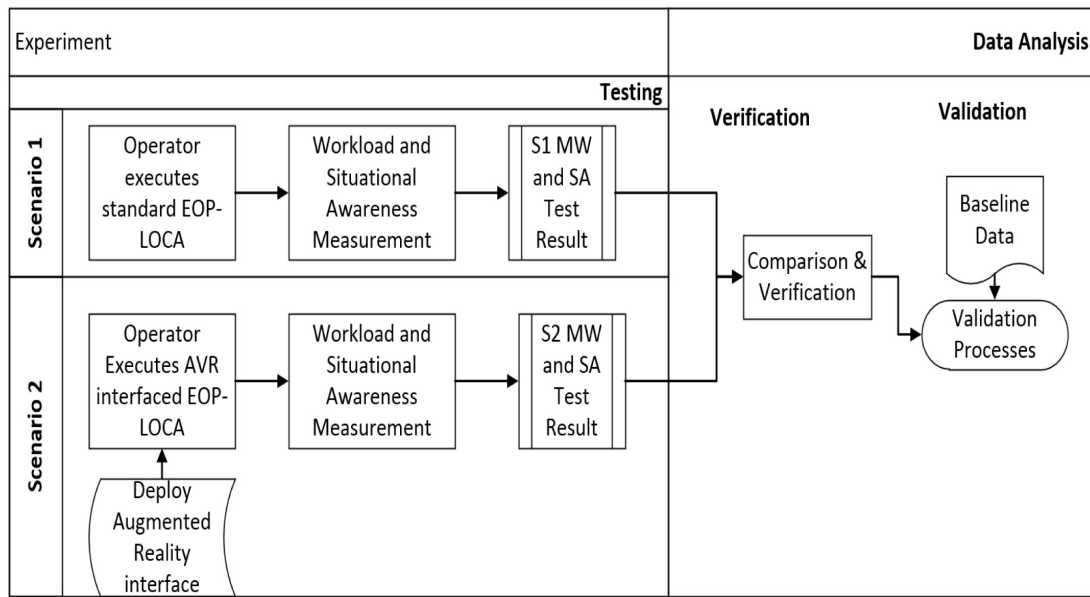 Experiment
Data Analysis
Testing
Verification
Validation
Scenario 1
Operator
executes
standard EOP-
LOCA
Workload and
Situational
Awareness
Measurement
S1 MW
and SA
Test
Result
Comparison &
Verification
Baseline
Data
Validation
Processes
Scenario 2
Operator
Executes AVR
interfaced EOP-
LOCA
Workload and
Situational
Awareness
Measurement
S2 MW
and SA
Test
Result
Deploy
Augmented
Reality
interface